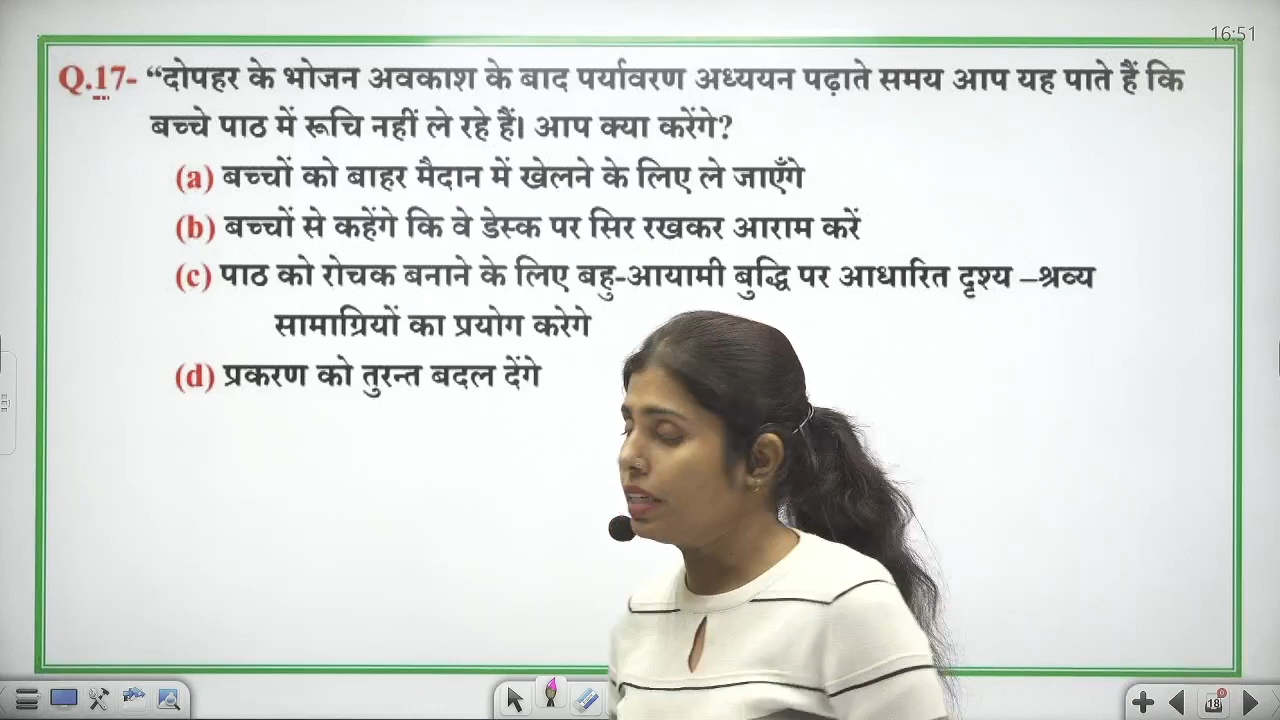 16:51
Q.17- “दोपहर के भोजन अवकाश के बाद पर्यावरण अध्ययन पढ़ाते समय आप यह पाते हैं कि
बच्चे पाठ में रूचि नहीं ले रहे हैं। आप क्या करेंगे?
(a) बच्चों को बाहर मैदान में खेलने के लिए ले जाएँगे
(b) बच्चों से कहेंगे कि वे डेस्क पर सिर रखकर आराम करें
(c) पाठ को रोचक बनाने के लिए बहु-आयामी बुद्धि पर आधारित दृश्य –श्रव्य
सामाग्रियों का प्रयोग करेगे
(d) प्रकरण को तुरन्त बदल देंगे
18